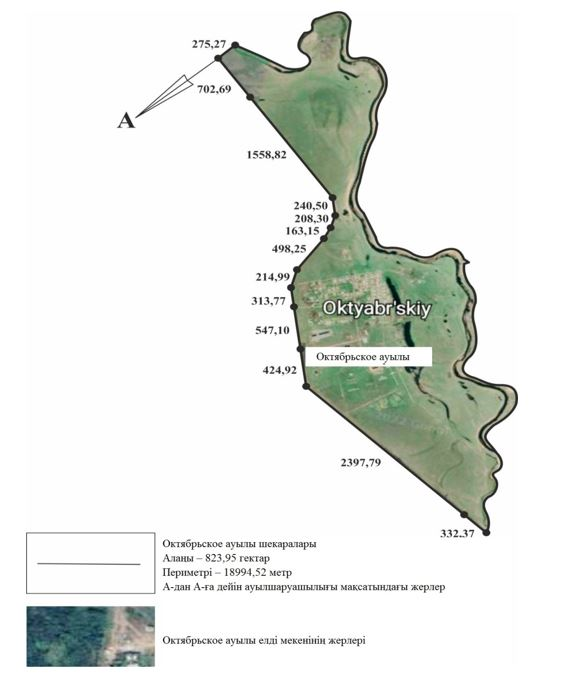 275,27
702,69
А
1558,82
240,50
208,30
163,15
498,25
214,99
313,77
Oktyabr'skiy
547,10
Октябрьское ауылы
424,92
2397,79
332,37
Октябрьское ауылы шекаралары
Алаңы – 823,95 гектар
Периметрі – 18994,52 метр
А-дан А-ға дейін ауылшаруашылығы мақсатындағы жерлер
Октябрьское ауылы елді мекенінің жерлері